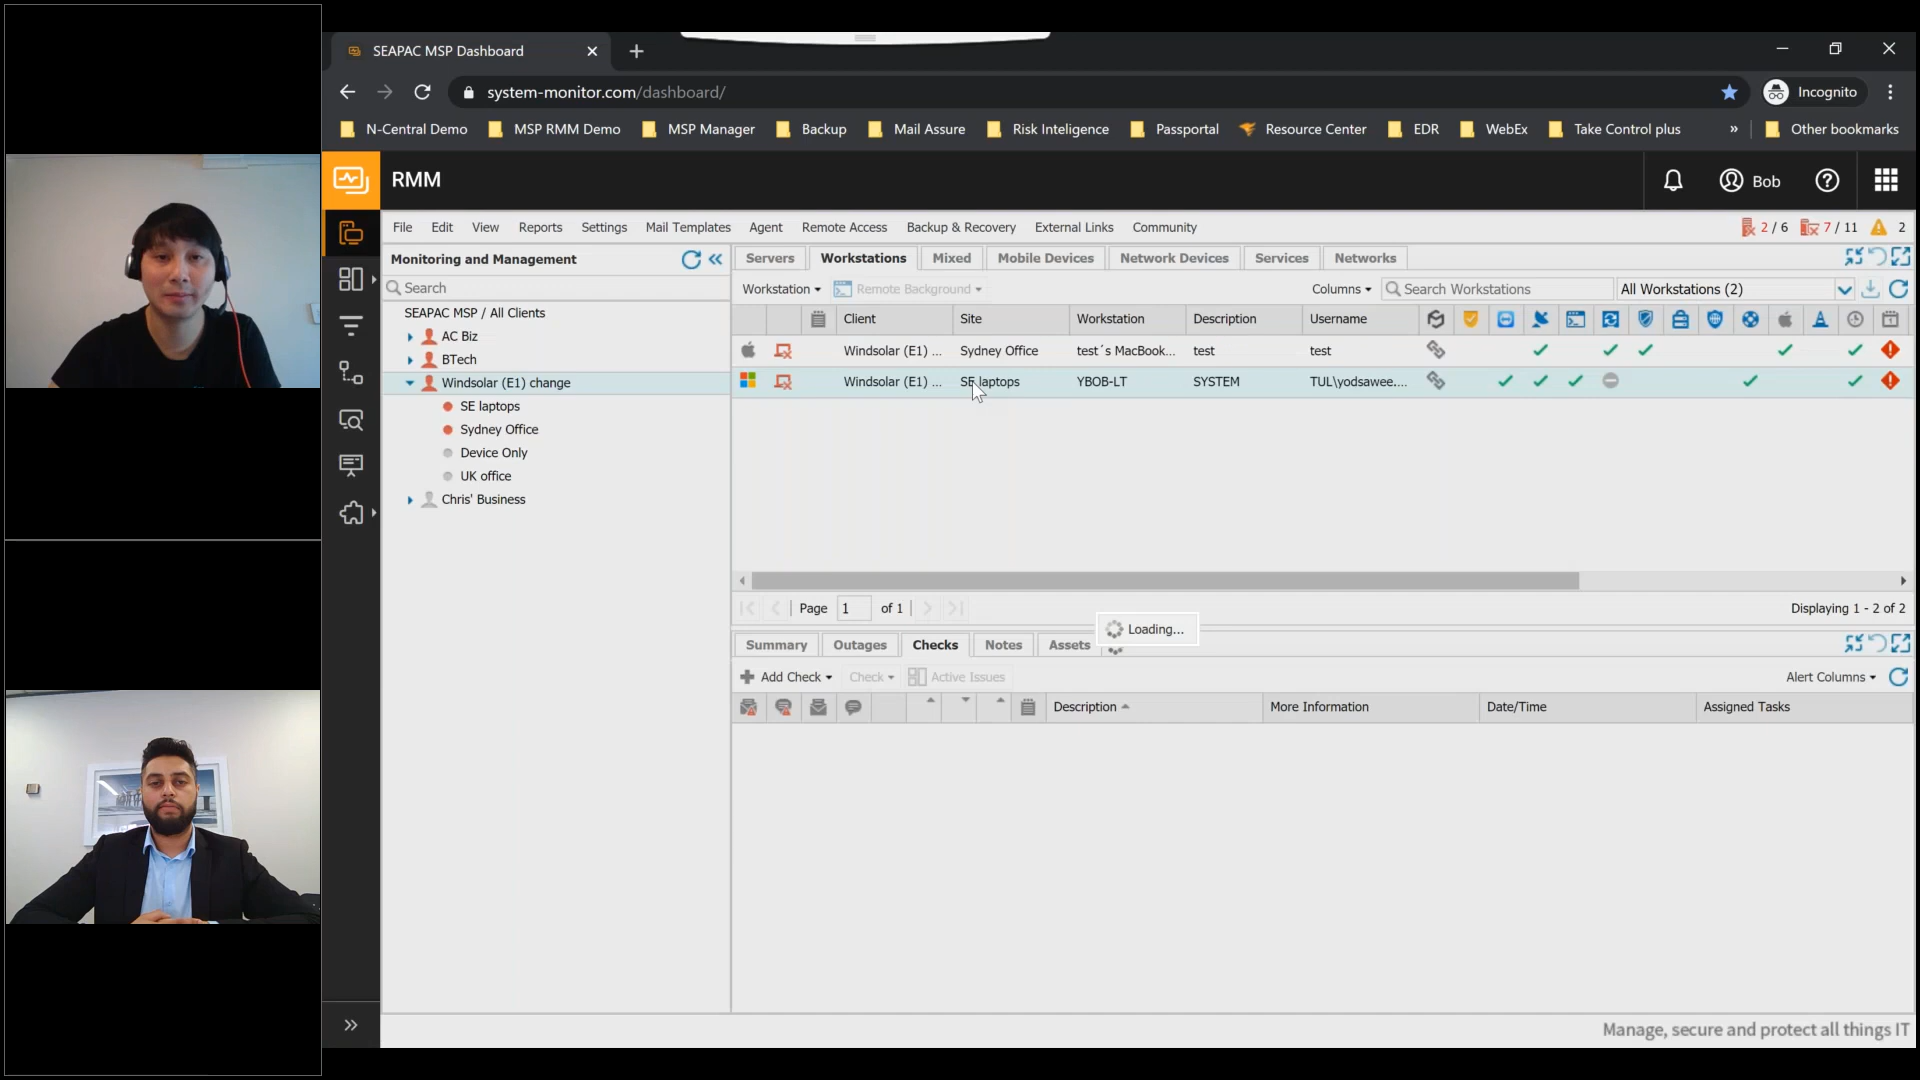 SEAPAC MSP Dashboard
system-monitor.com/dashboard/
Incognito
N-Central Demo MSP RMM Demo MSP Manager Backup Mail Assure Risk Inteligence Passportal Resource Center EDR WebEx Take Control plus » Other bookmarks
RMM
Bob
File Edit View Reports Settings Mail Templates Agent Remote Access Backup & Recovery External Links Community
2 / 6 7 / 11 2
Monitoring and Management
Servers Workstations Mixed Mobile Devices Network Devices Services Networks
Search
Workstation Remote Background Columns Search Workstations All Workstations (2)
SEAPAC MSP / All Clients
AC Biz
BTech
Windsolar (E1) change
SE laptops
Sydney Office
Device Only
UK office
Chris' Business
Client Site Workstation Description Username
Windsolar (E1) ... Sydney Office test´s MacBook... test test
Windsolar (E1) ... SE laptops YBOB-LT SYSTEM TUL\yodsawee....
Page 1 of 1
Displaying 1 - 2 of 2
Loading...
Summary Outages Checks Notes Assets
Add Check Check Active Issues Alert Columns
Description More Information Date/Time Assigned Tasks
Manage, secure and protect all things IT